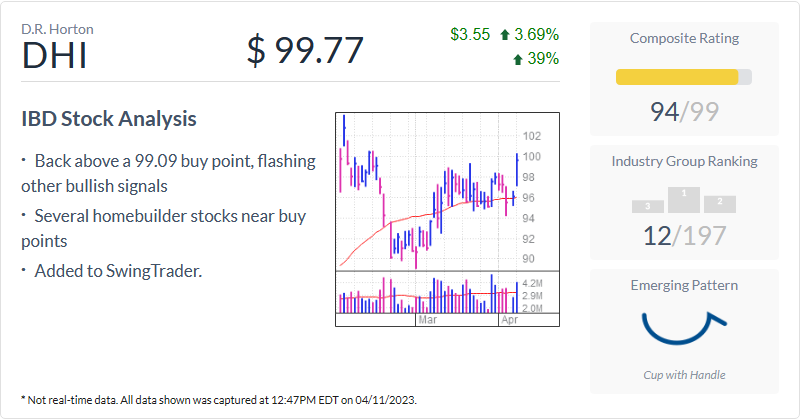 D.R. Horton
DHI
$ 99.77
$3.55 3.69%
39%
IBD Stock Analysis
· Back above a 99.09 buy point, flashing
other bullish signals
· Several homebuilder stocks near buy
points
· Added to SwingTrader.
102
100
98
96
94
92
90
4.2M
2.9M
2.0M
Mar Apr
Composite Rating
94/99
Industry Group Ranking
3 1 2
12/197
Emerging Pattern
Cup with Handle
* Not real-time data. All data shown was captured at 12:47PM EDT on 04/11/2023.